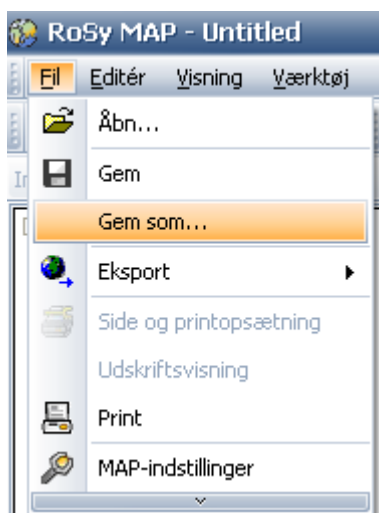 RoSy MAP - Untitled
Fil Editér Visning Værktøj
Åbn...
Gem
Gem som...
Eksport
Side og printopsætning
Udskriftsvisning
Print
MAP-indstillinger